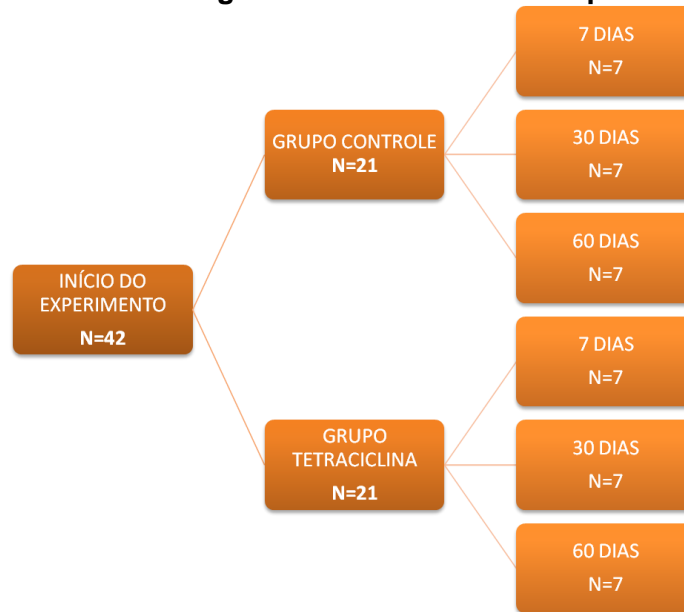 INÍCIO DO
EXPERIMENTO
N=42
GRUPO CONTROLE
N=21
7 DIAS
N=7
30 DIAS
N=7
60 DIAS
N=7
GRUPO
TETRACICLINA
N=21
7 DIAS
N=7
30 DIAS
N=7
60 DIAS
N=7